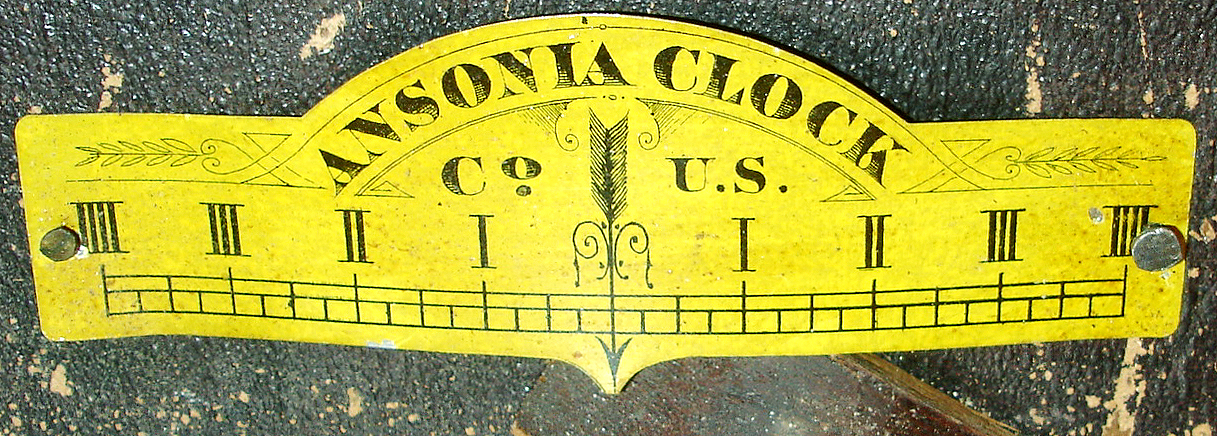 ANSONIA CLOCK
Co U.S.
IIII III II I I II III IIII